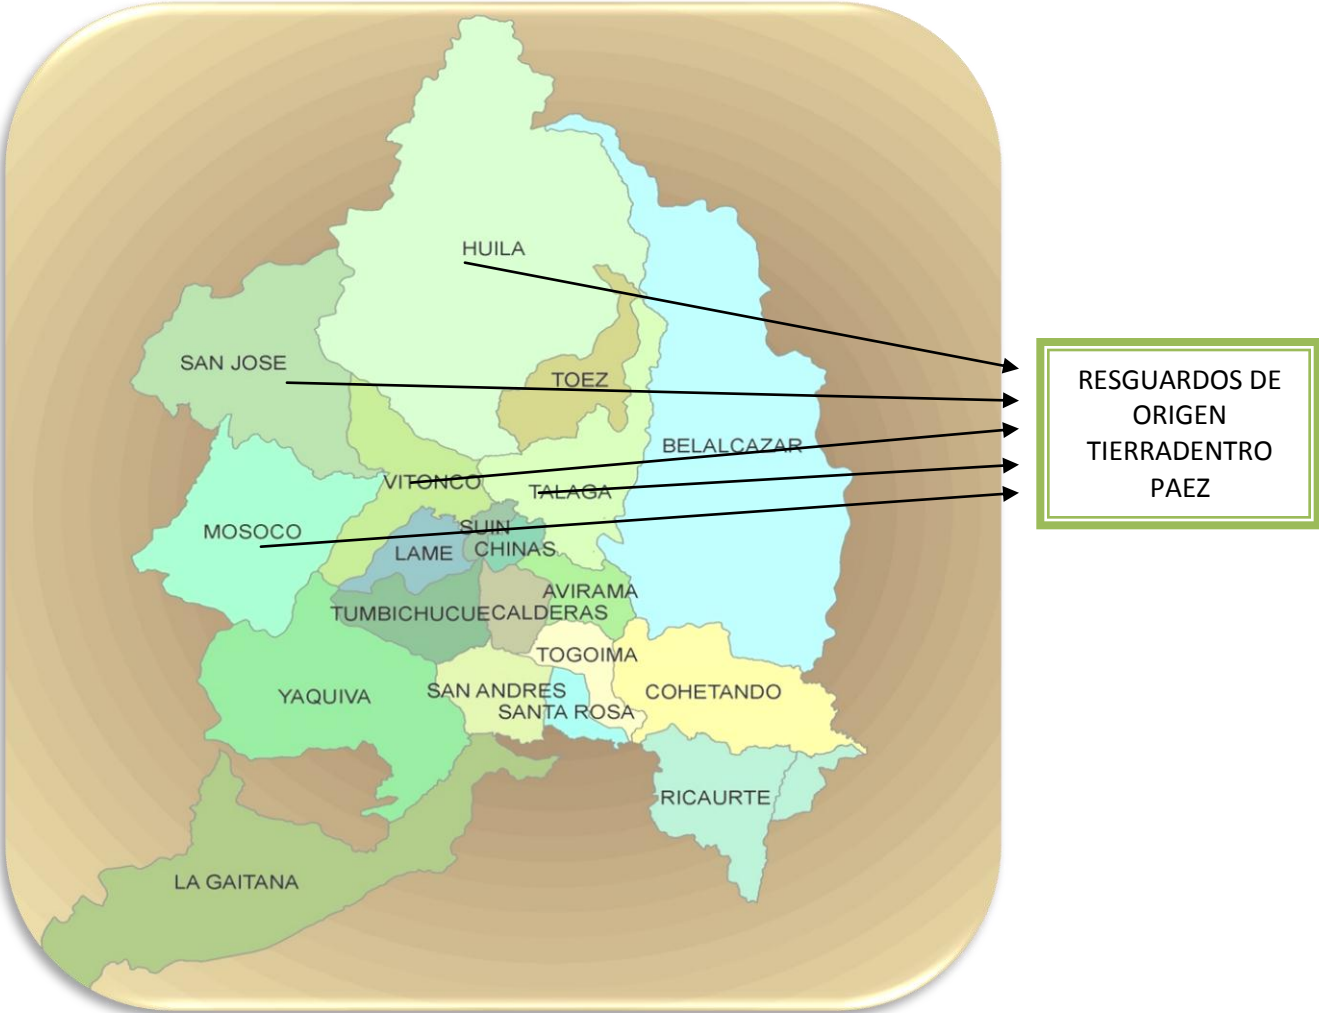 HUILA
SAN JOSE
TOEZ
BELALCAZAR
VITONCO
TALAGA
MOSOCO
SUIN
LAME
CHINAS
AVIRAMA
TUMBICHUCUE
CALDERAS
TOGOIMA
YAQUIVA
SAN ANDRES
COHETANDO
SANTA ROSA
RICAURTE
LA GAITANA
RESGUARDOS DE
ORIGEN
TIERRADENTRO
PAEZ